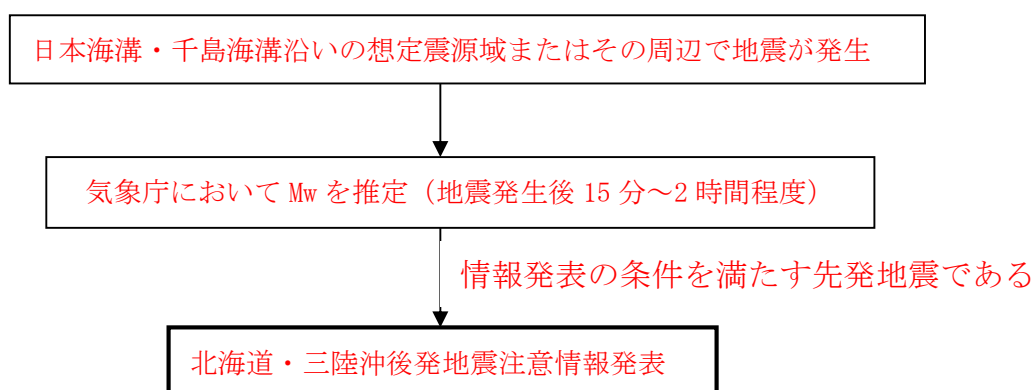 日本海溝・千島海溝沿いの想定震源域またはその周辺で地震が発生
気象庁において Mw を推定（地震発生後 15 分～2 時間程度）
情報発表の条件を満たす先発地震である
北海道・三陸沖後発地震注意情報発表